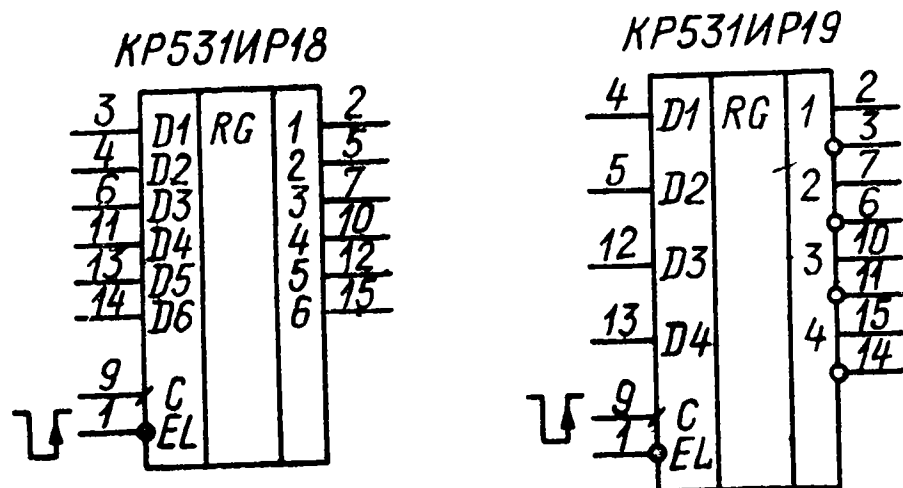 КР531ИР18
3 D1 RG 1 2
4 D2 2 5
6 D3 3 7
11 D4 4 10
13 D5 5 12
14 D6 6 15
9 C
1 EL
КР531ИР19
4 D1 RG 1 2
3
5 D2 2 7
6
12 D3 3 10
11
13 D4 4 15
14
9 C
1 EL